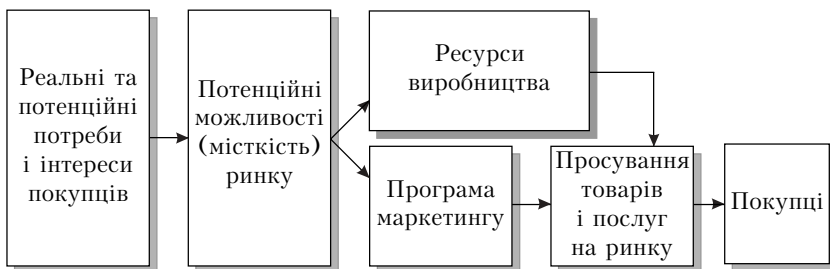 Реальні та
потенційні
потреби
і інтереси
покупців
Потенційні
можливості
(місткість)
ринку
Ресурси
виробництва
Програма
маркетингу
Просування
товарів
і послуг
на ринку
Покупці